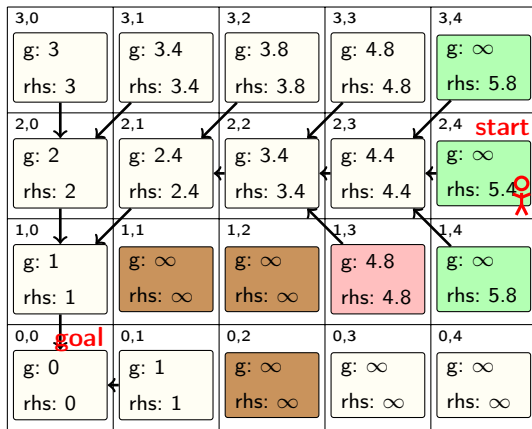 3,0 3,1 3,2 3,3 3,4
g: 3 g: 3.4 g: 3.8 g: 4.8 g: ∞
rhs: 3 rhs: 3.4 rhs: 3.8 rhs: 4.8 rhs: 5.8
2,0 2,1 2,2 2,3 2,4 start
g: 2 g: 2.4 g: 3.4 g: 4.4 g: ∞
rhs: 2 rhs: 2.4 rhs: 3.4 rhs: 4.4 rhs: 5.4
1,0 1,1 1,2 1,3 1,4
g: 1 g: ∞ g: ∞ g: 4.8 g: ∞
rhs: 1 rhs: ∞ rhs: ∞ rhs: 4.8 rhs: 5.8
0,0 goal 0,1 0,2 0,3 0,4
g: 0 g: 1 g: ∞ g: ∞ g: ∞
rhs: 0 rhs: 1 rhs: ∞ rhs: ∞ rhs: ∞